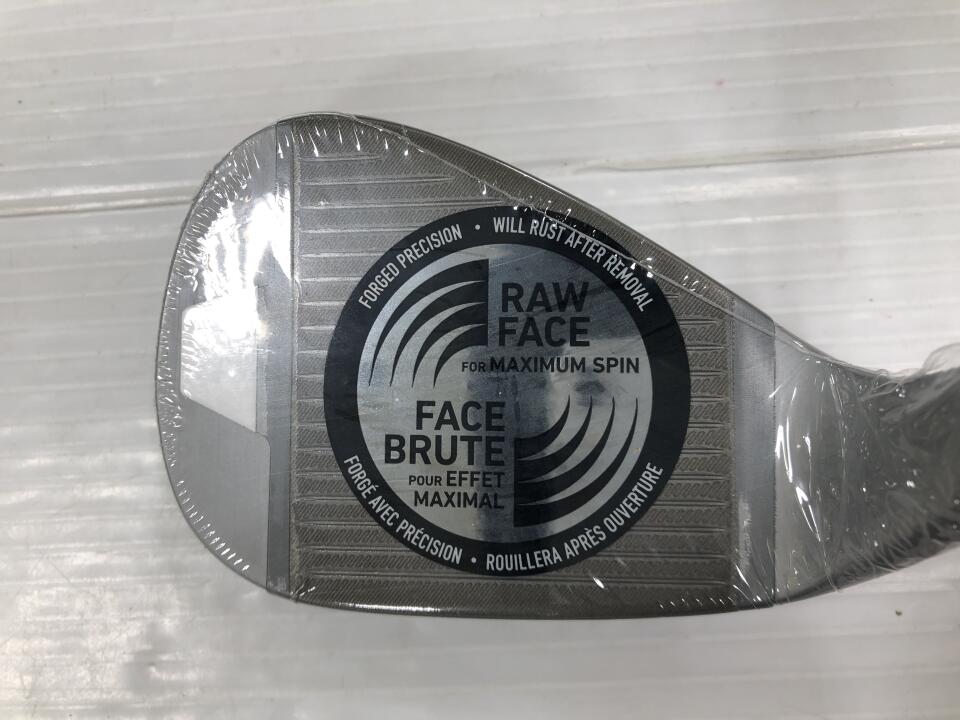 FORGED PRECISION • WILL RUST AFTER REMOVAL
RAW
FACE
FOR MAXIMUM SPIN
FACE
BRUTE
POUR EFFET
MAXIMAL
FORGÉ AVEC PRÉCISION • ROUILLERA APRÈS OUVERTURE